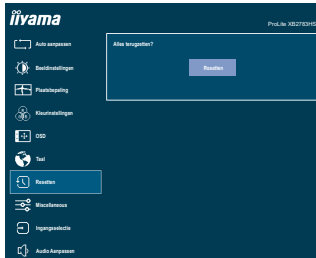 iiyama
ProLite XB2783HS
Auto aanpassen
Alles terugzetten?
Beeldinstellingen
Resetten
Plaatsbepaling
Kleurinstellingen
OSD
Taal
Resetten
Miscellaneous
Ingangsselectie
Audio Aanpassen